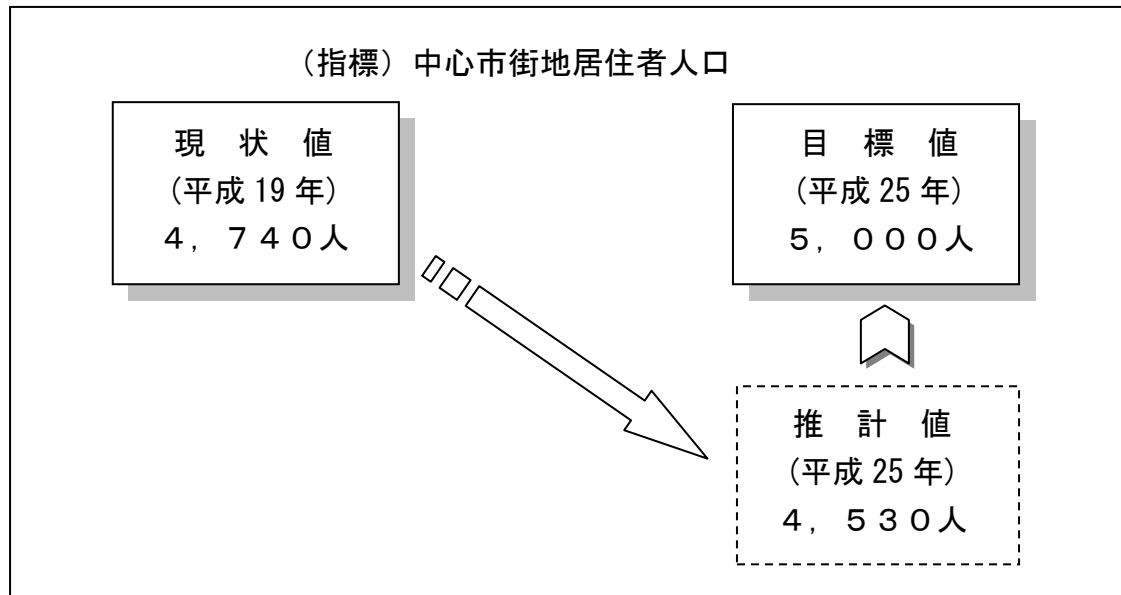 （指標）中心市街地居住者人口
現　状　値
(平成 19 年)
４，７４０人
目　標　値
(平成 25 年)
５，０００人
推　計　値
(平成 25 年)
４，５３０人